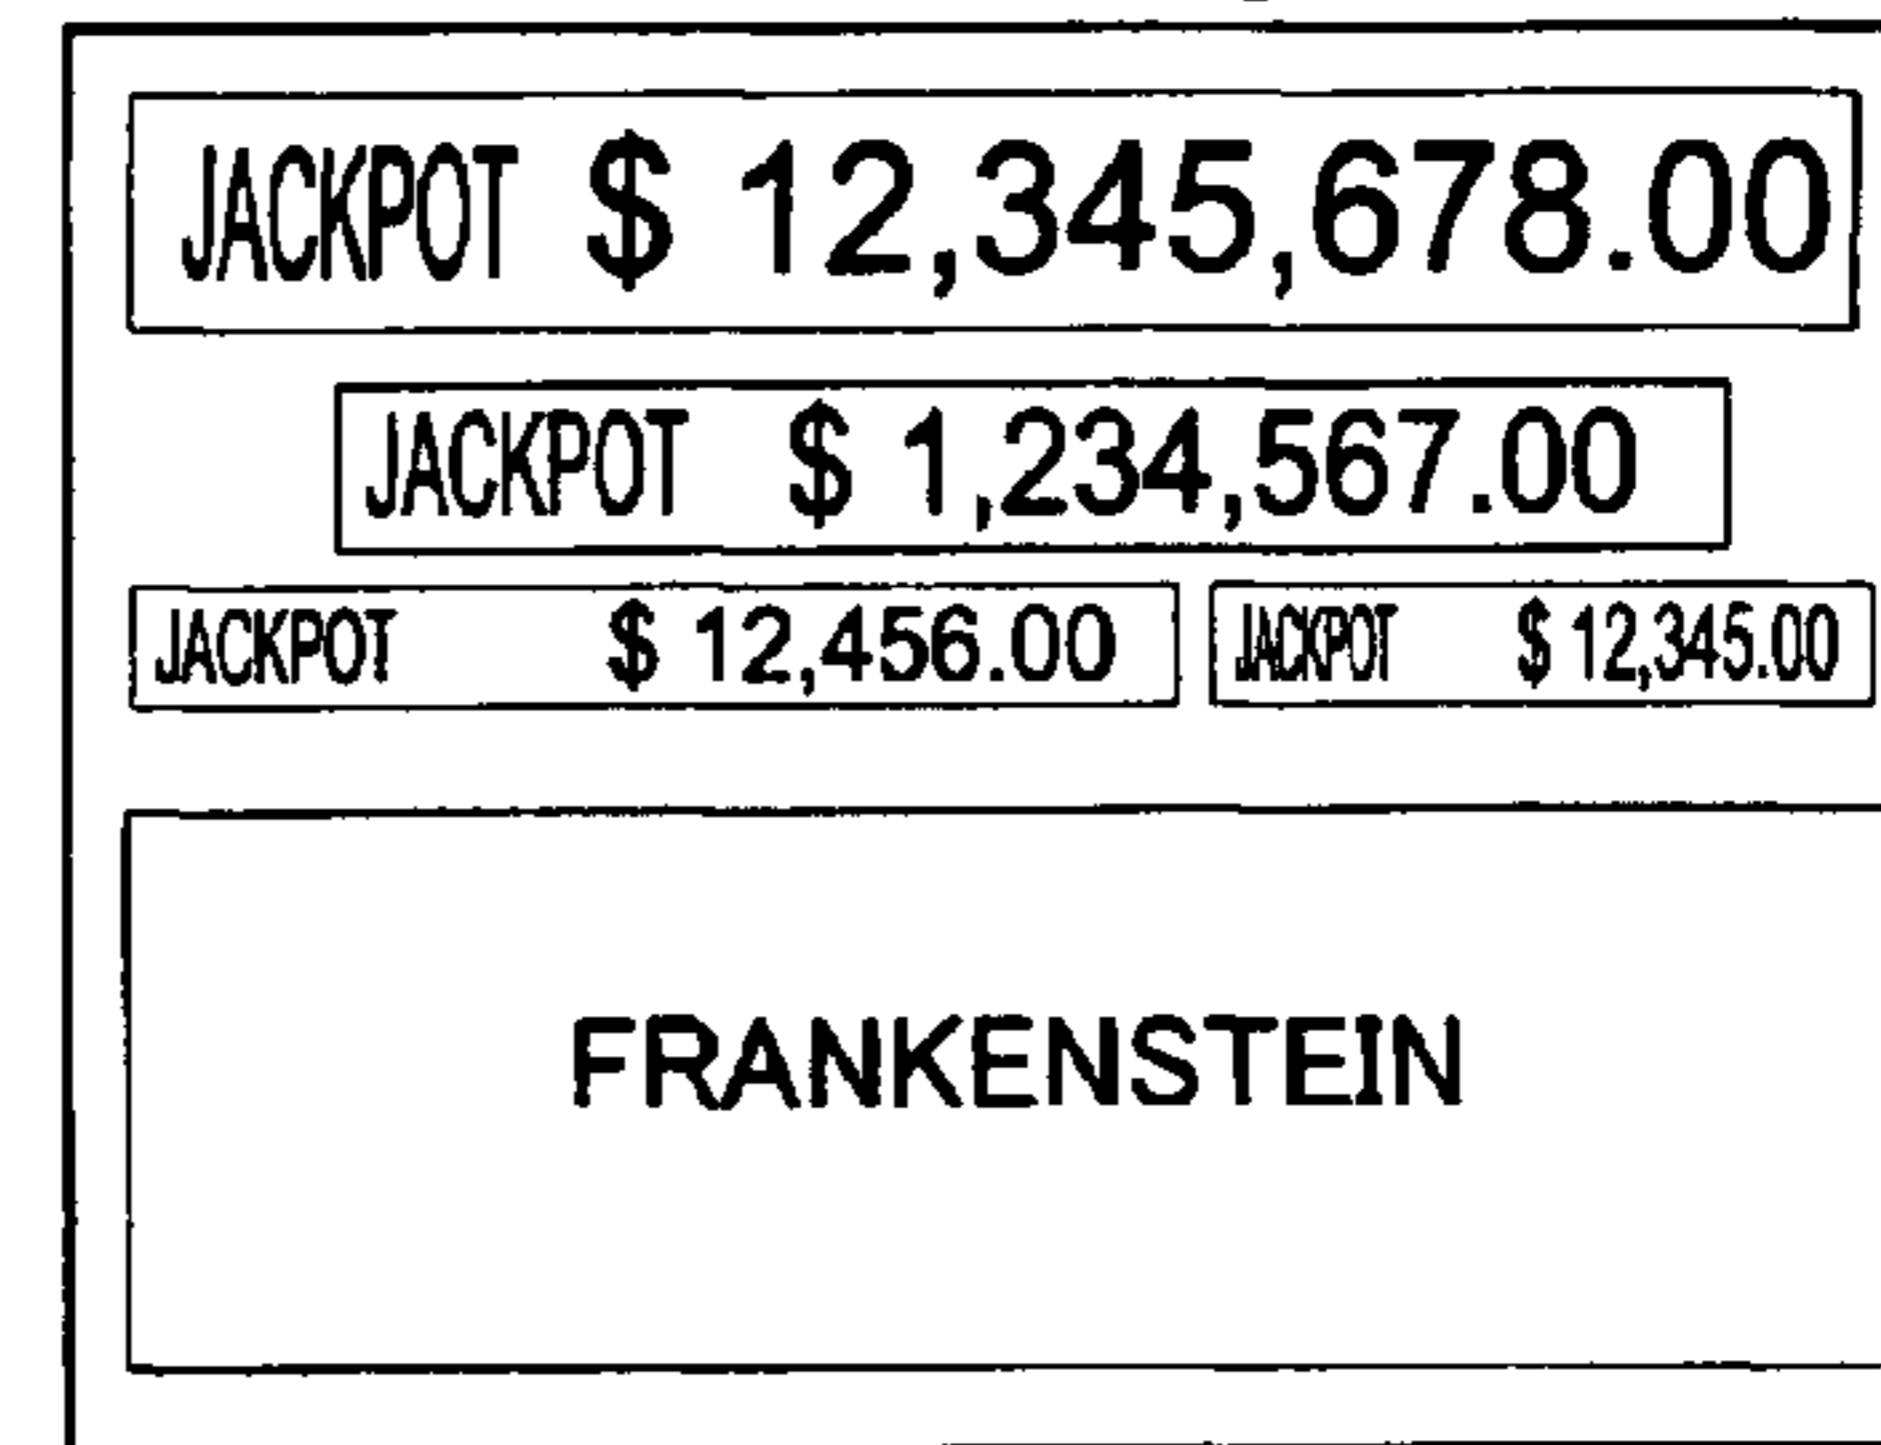 JACKPOT $ 12,345,678.00
JACKPOT $ 1,234,567.00
JACKPOT $ 12,456.00 JACKPOT $ 12,345.00
FRANKENSTEIN